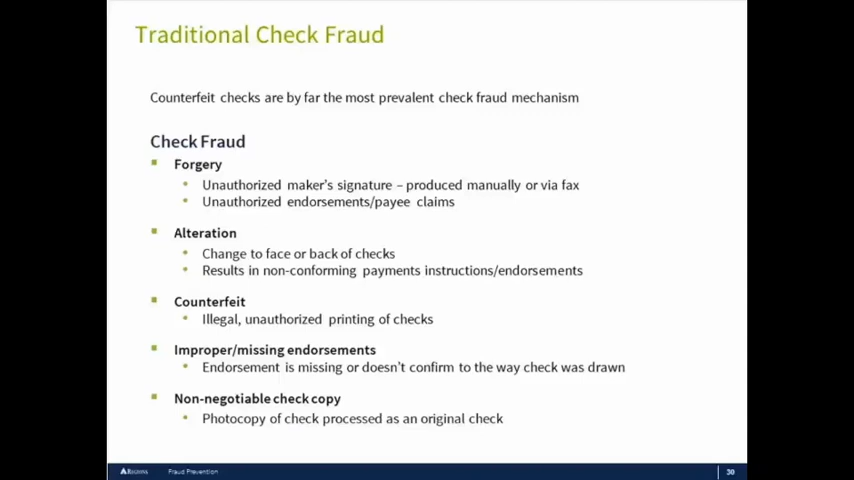 Traditional Check Fraud
Counterfeit checks are by far the most prevalent check fraud mechanism
Check Fraud
Forgery
Unauthorized maker's signature – produced manually or via fax
Unauthorized endorsements/payee claims
Alteration
Change to face or back of checks
Results in non-conforming payments instructions/endorsements
Counterfeit
Illegal, unauthorized printing of checks
Improper/missing endorsements
Endorsement is missing or doesn't confirm to the way check was drawn
Non-negotiable check copy
Photocopy of check processed as an original check
Regions Fraud Prevention 30